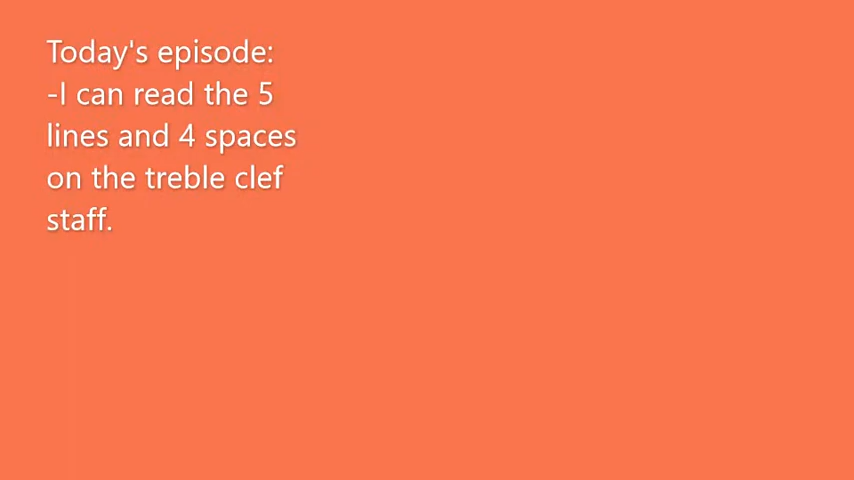 Today's episode:
-I can read the 5
lines and 4 spaces
on the treble clef
staff.